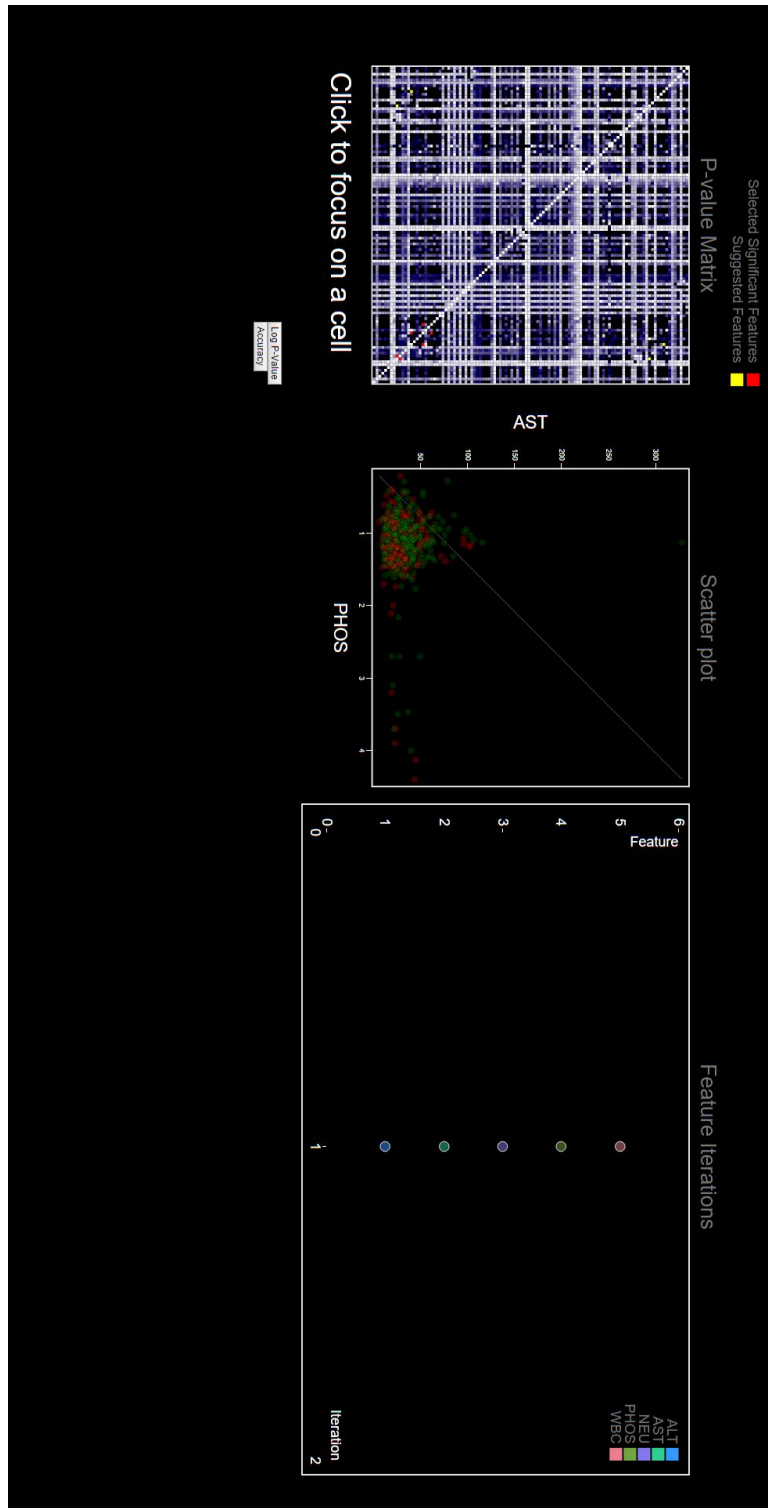 Selected Significant Features
Suggested Features
P-value Matrix
Click to focus on a cell
Log P-Value
Accuracy
Scatter plot
AST
300
250
200
150
100
50
1
2
3
4
PHOS
Feature Iterations
Feature
6
5
4
3
2
1
0
0
1
2
Iteration
ALT
AST
NEU
PHOS
WBC